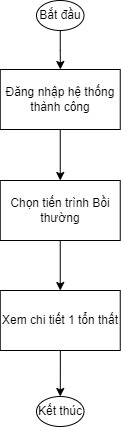 Bắt đầu
Đăng nhập hệ thống
thành công
Chọn tiến trình Bồi
thường
Xem chi tiết 1 tổn thất
Kết thúc